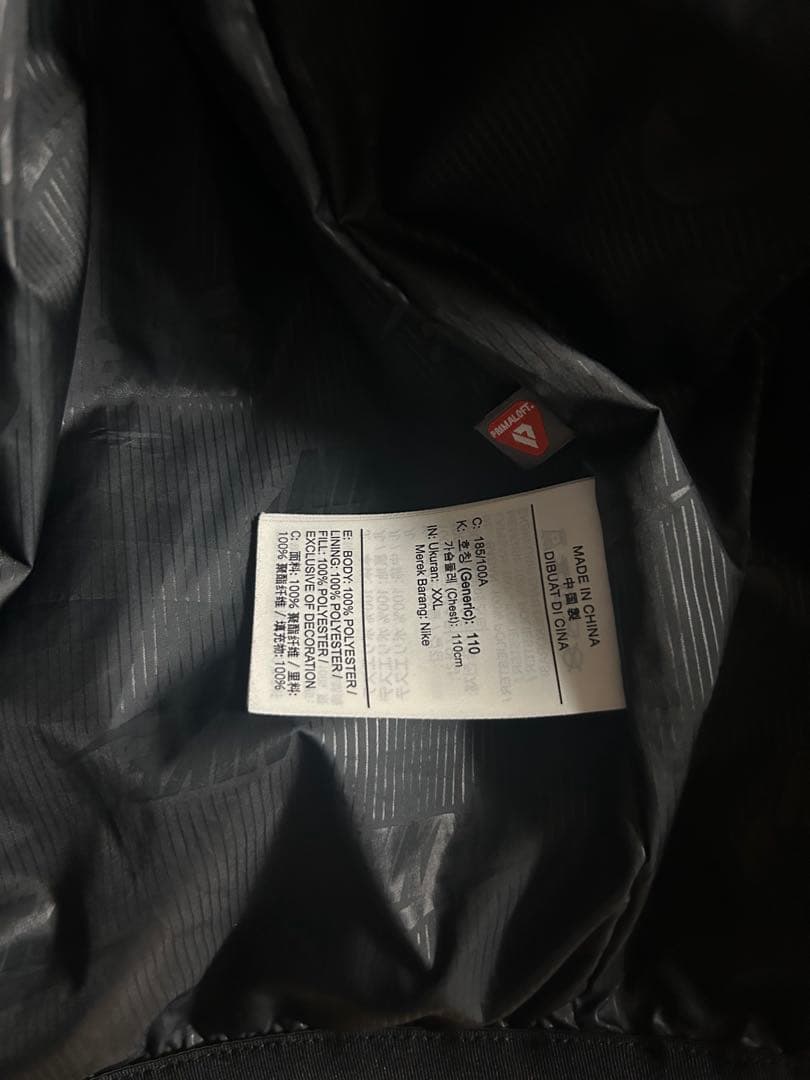 PRIMALOFT
MADE IN CHINA
中国製
DIBUAT DI CINA
C: 185/100A
K: 호칭 (Generic): 110
가슴둘레 (Chest): 110cm
IN: Ukuran: XXL
Merek Barang: Nike
E: BODY: 100% POLYESTER /
LINING: 100% POLYESTER /
FILL: 100% POLYESTER /
EXCLUSIVE OF DECORATION
C: 面料: 100% 聚酯纤维 / 里料:
100% 聚酯纤维 / 填充物: 100%